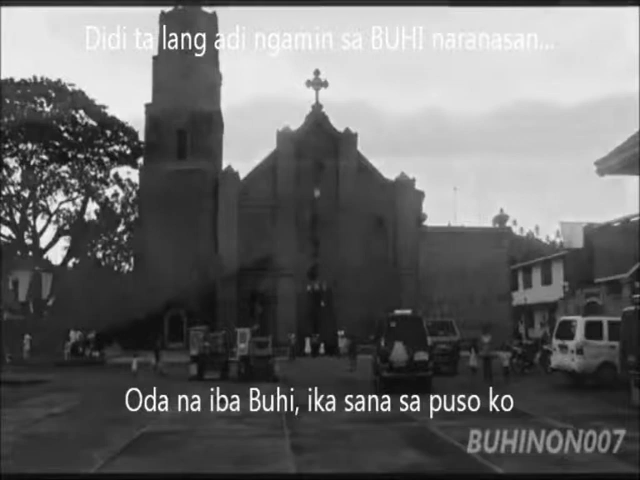 Didi ta lang adi ngamin sa BUHI naranasan...
Oda na iba Buhi, ika sana sa puso ko
BUHINON007